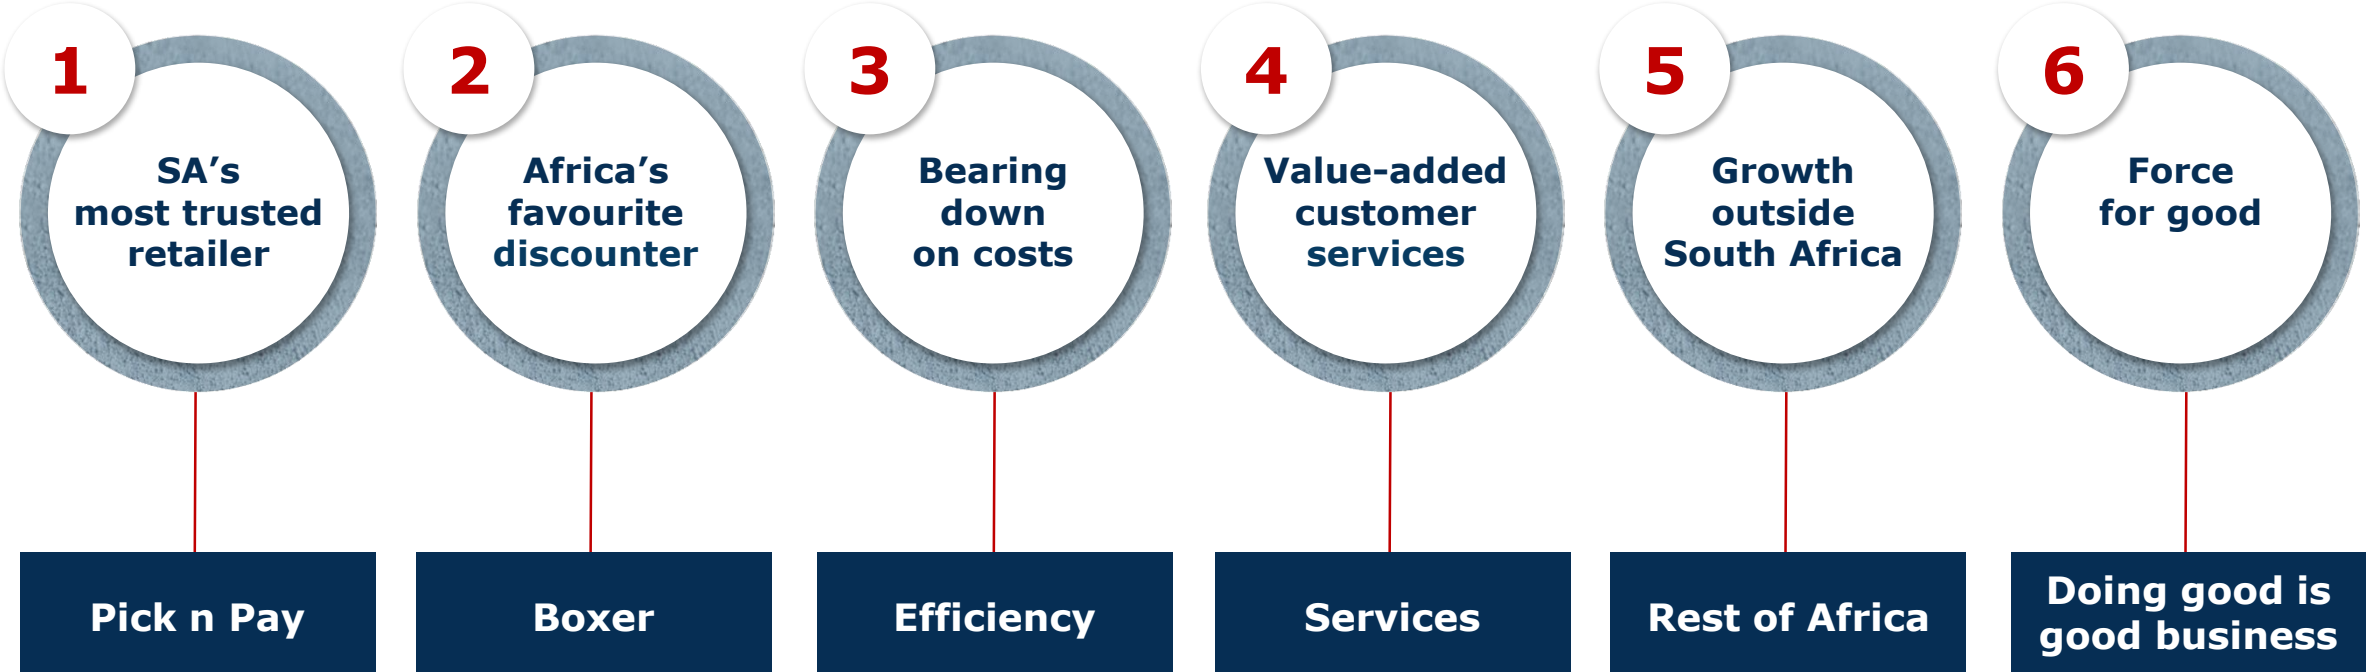 1
SA’s
most trusted
retailer
Pick n Pay
2
Africa’s
favourite
discounter
Boxer
3
Bearing
down
on costs
Efficiency
4
Value-added
customer
services
Services
5
Growth
outside
South Africa
Rest of Africa
6
Force
for good
Doing good is
good business